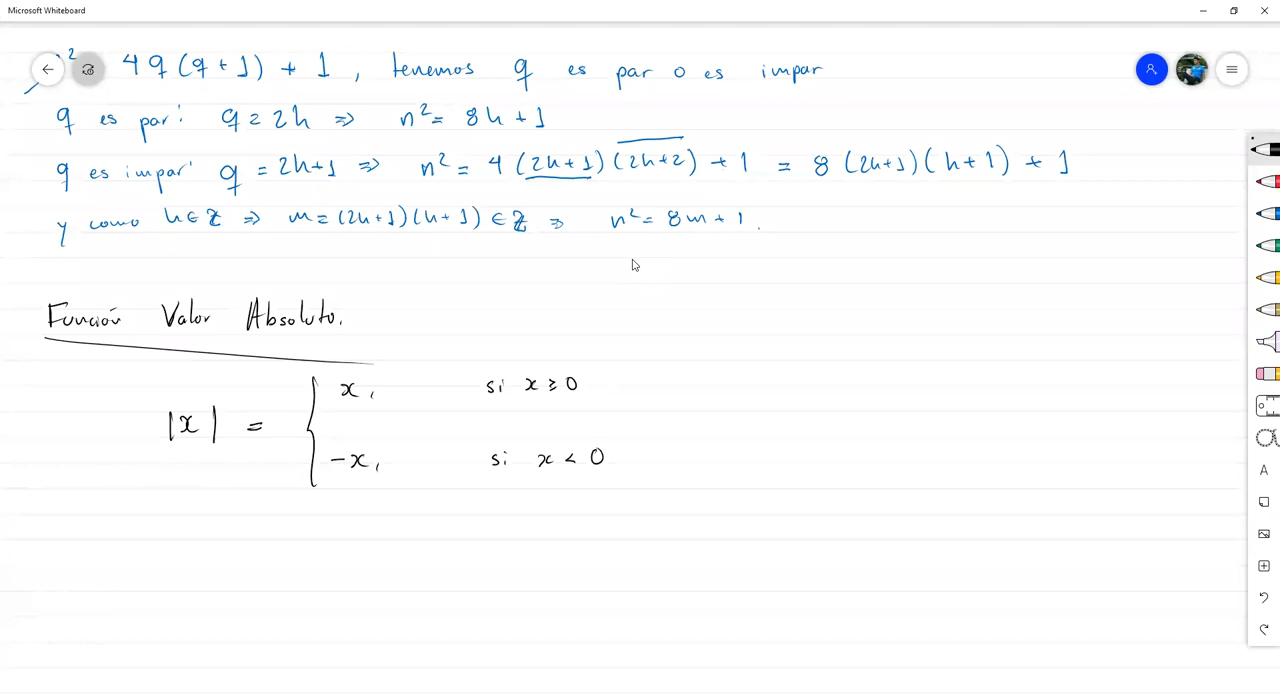 Microsoft Whiteboard
² 4q(q+1)+1, tenemos q es par o es impar
q es par: q=2h ⇒ n²=8h+1
q es impar: q=2h+1 ⇒ n²=4(2h+1)(2h+2)+1=8(2h+1)(h+1)+1
y como h∈ℤ ⇒ m=(2h+1)(h+1)∈ℤ ⇒ n²=8m+1.
Función Valor Absoluto.
x, si x≥0
|x| =
-x, si x<0
A